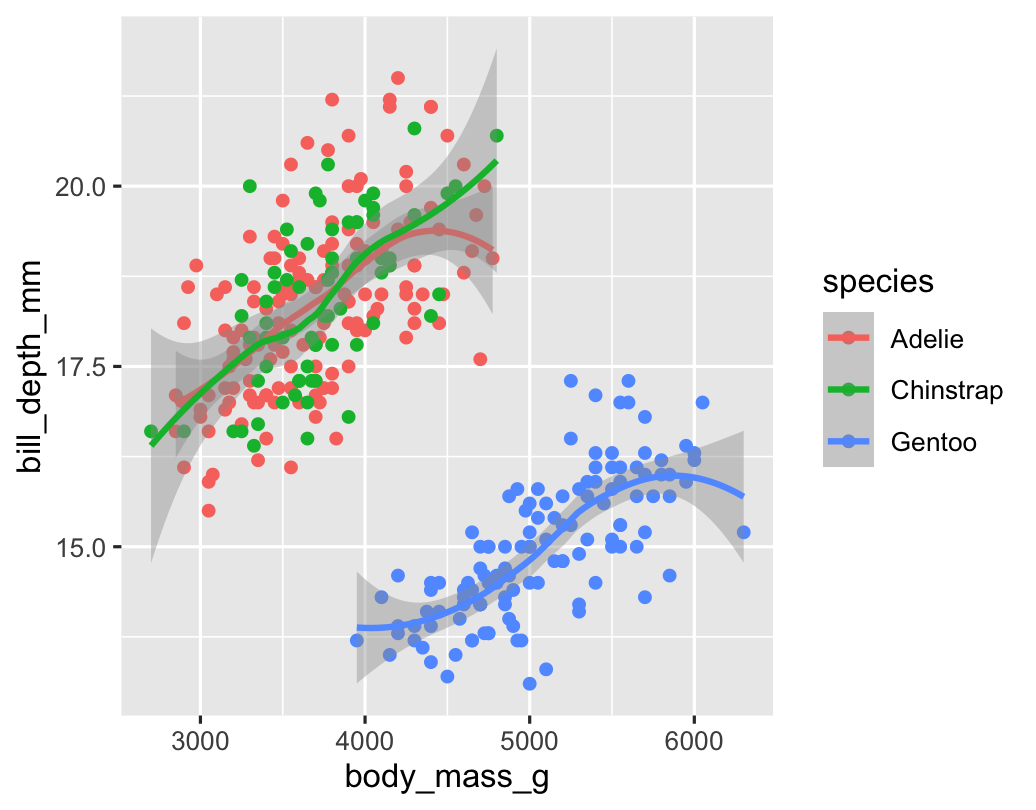 20.0
17.5
15.0
bill_depth_mm
3000 4000 5000 6000
body_mass_g
species
Adelie
Chinstrap
Gentoo